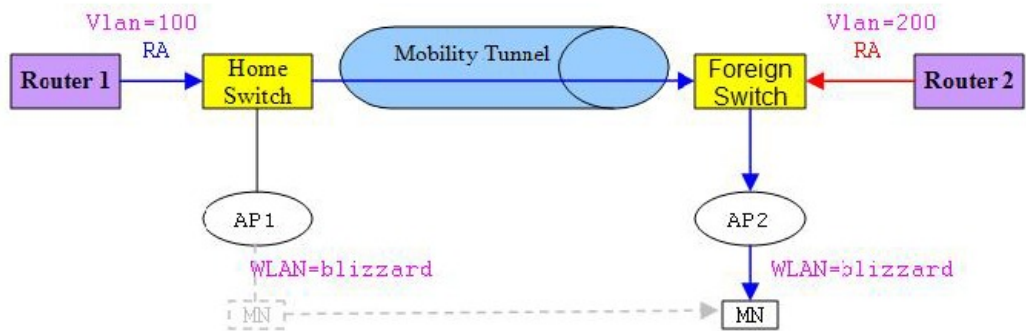 Vlan=100
RA
Router 1
Home
Switch
Mobility Tunnel
Foreign
Switch
Vlan=200
RA
Router 2
AP1
AP2
WLAN=blizzard
WLAN=blizzard
MN
MN